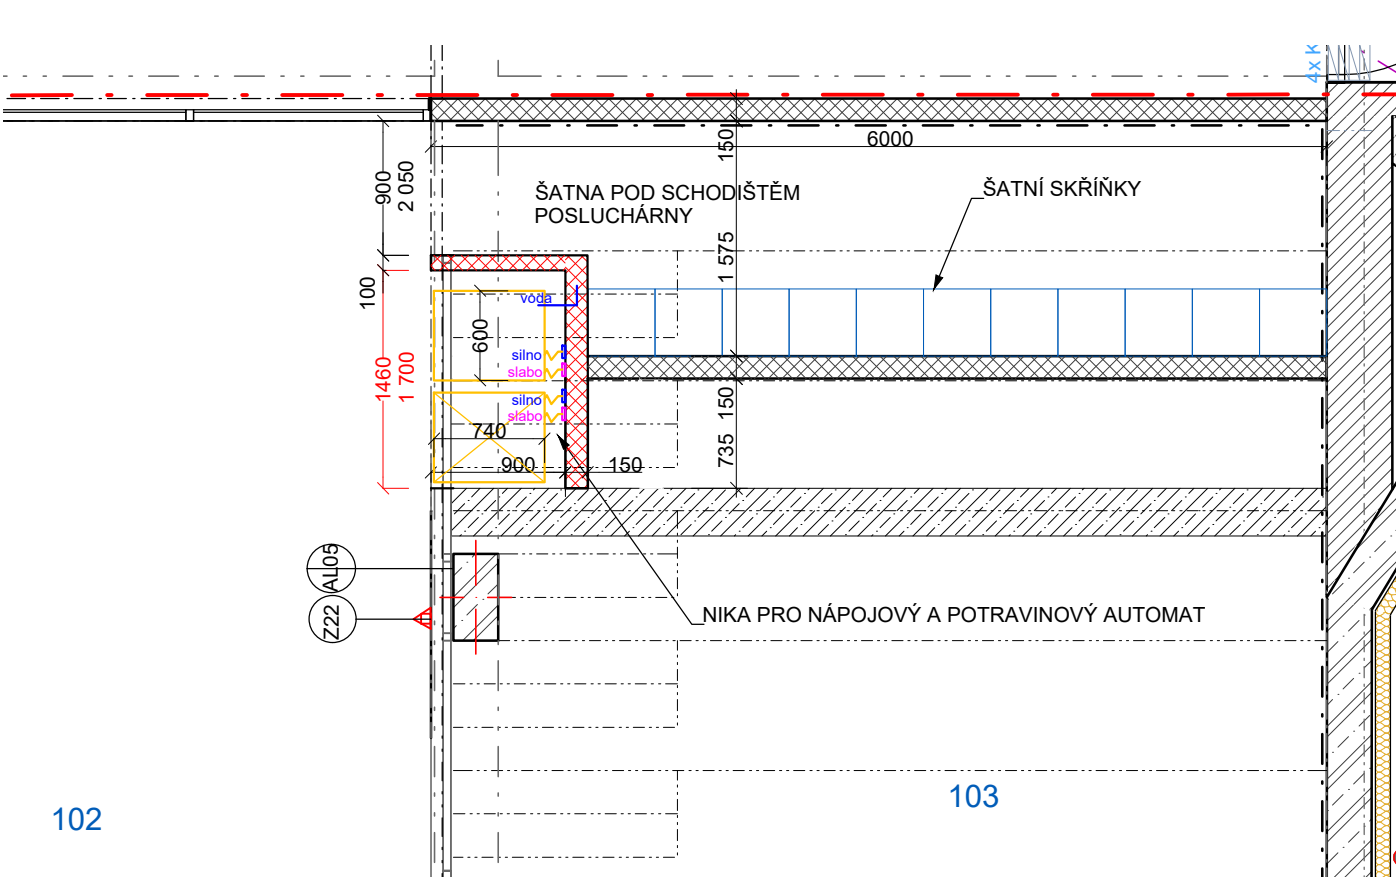 4x K
150
6000
900
2 050
ŠATNA POD SCHODIŠTĚM
POSLUCHÁRNY
ŠATNÍ SKŘÍŇKY
1 575
100
voda
600
silno
slabo
1460
1 700
silno
slabo
740
150
735
900
150
AL05
Z22
NIKA PRO NÁPOJOVÝ A POTRAVINOVÝ AUTOMAT
102
103